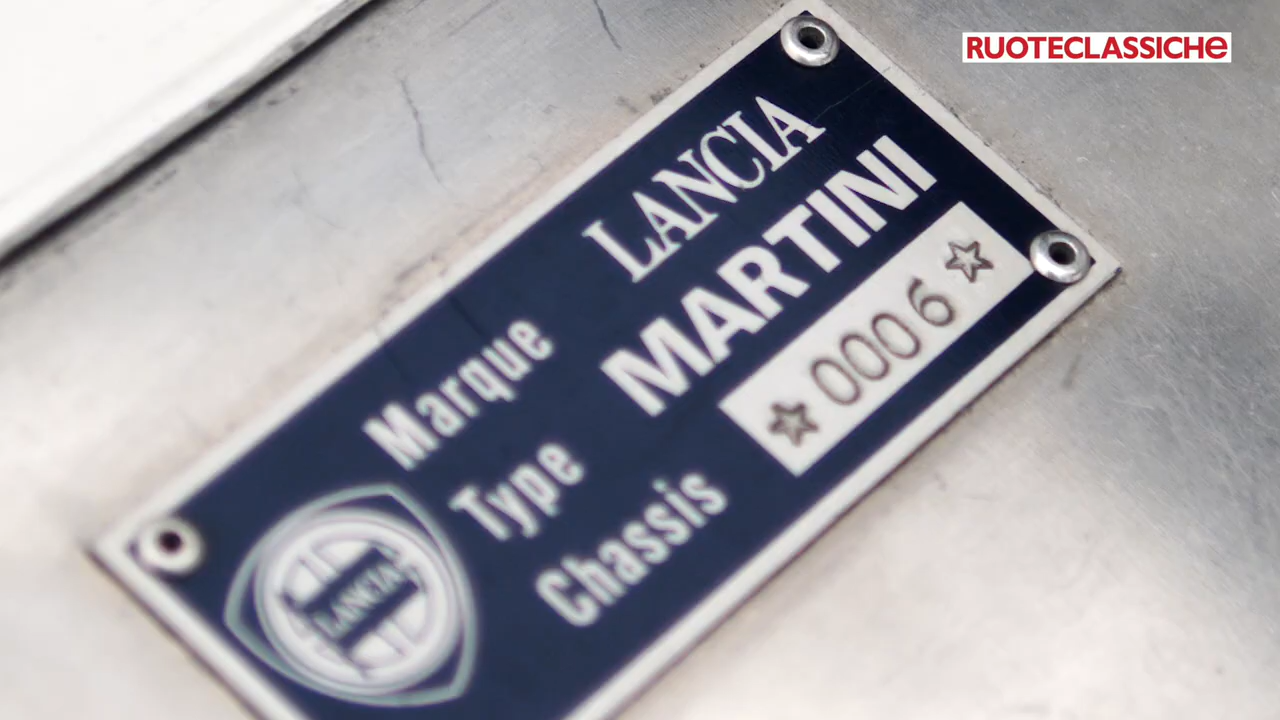 RUOTECLASSICHE
Marque LANCIA
Type MARTINI
Chassis ☆0006☆
LANCIA